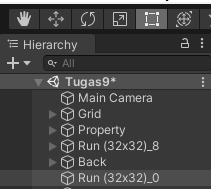 Hierarchy
All
Tugas9*
Main Camera
Grid
Property
Run (32x32)_8
Back
Run (32x32)_0